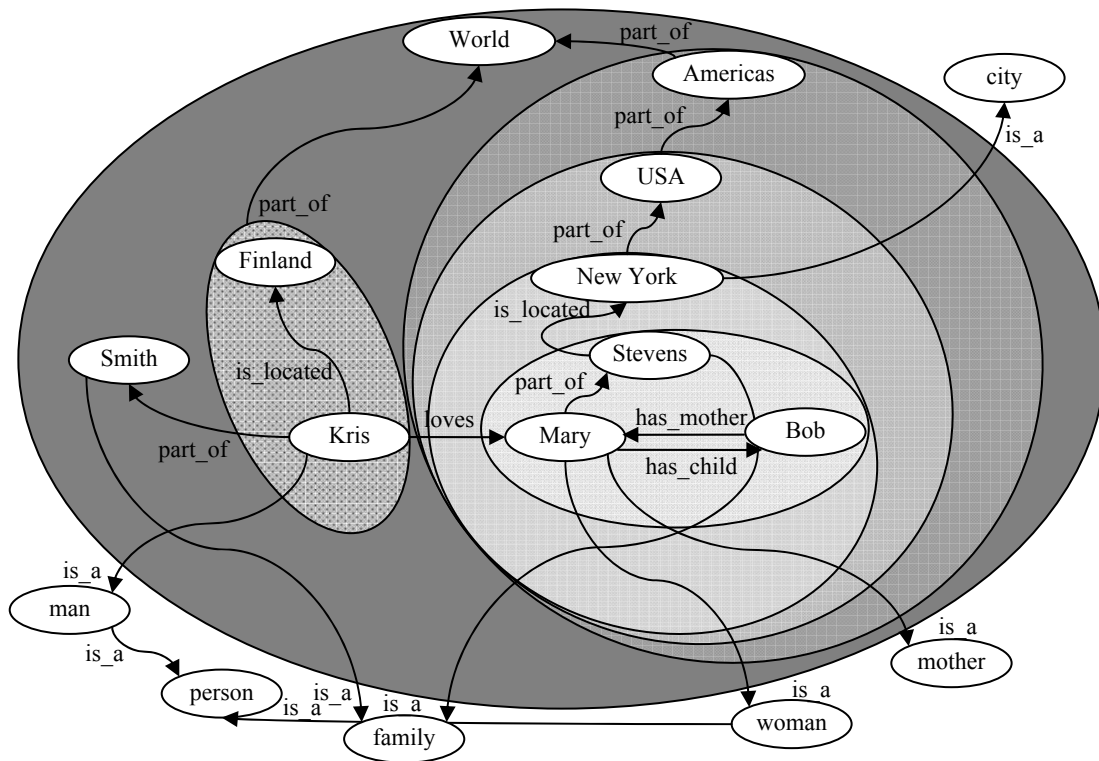 World
part_of
Americas
city
part_of
is_a
USA
part_of
part_of
Finland
New York
is_located
Smith
Stevens
is_located
part_of
loves
has_mother
Kris
Mary
Bob
part_of
has_child
is_a
man
is_a
is_a
mother
person
is_a
is_a
is_a
is_a
woman
family